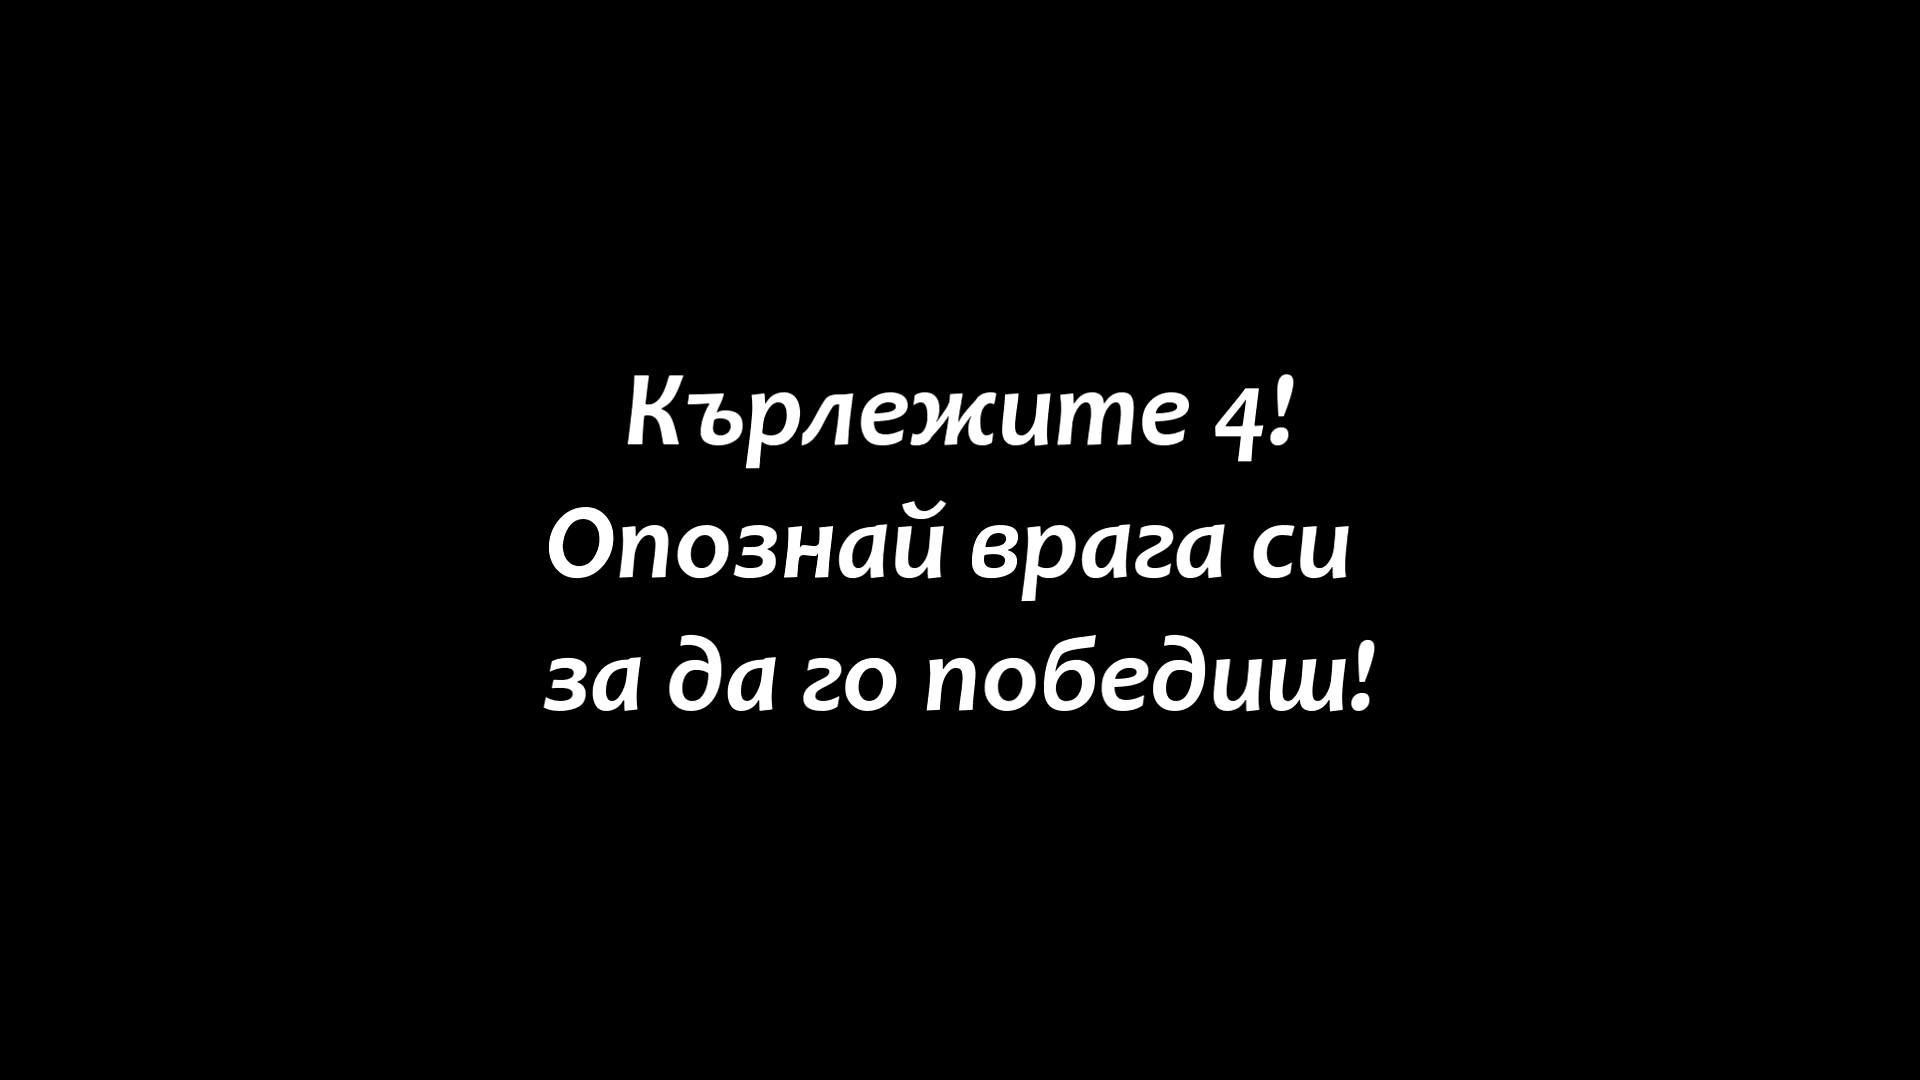 Кърлежите 4!
Опознай врага си
за да го победиш!